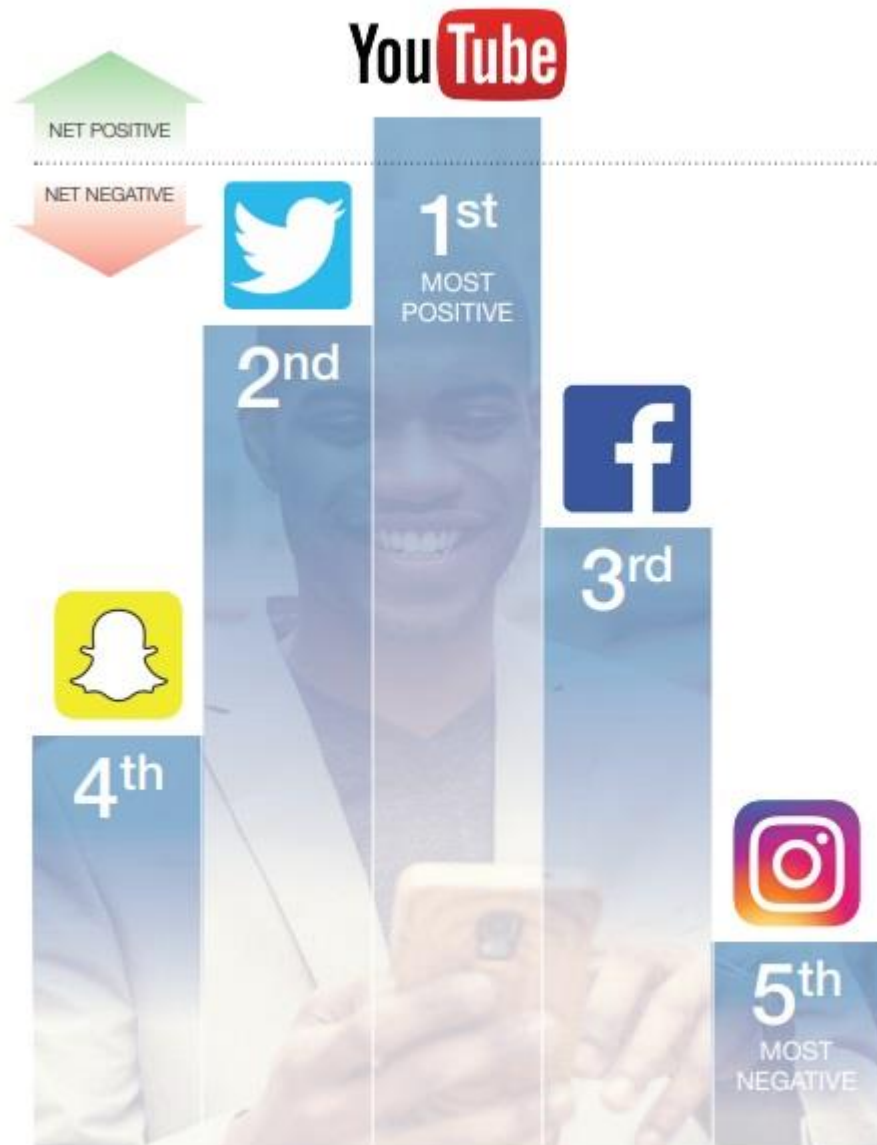 YouTube
NET POSITIVE
NET NEGATIVE
1st
MOST
POSITIVE
2nd
3rd
4th
5th
MOST
NEGATIVE